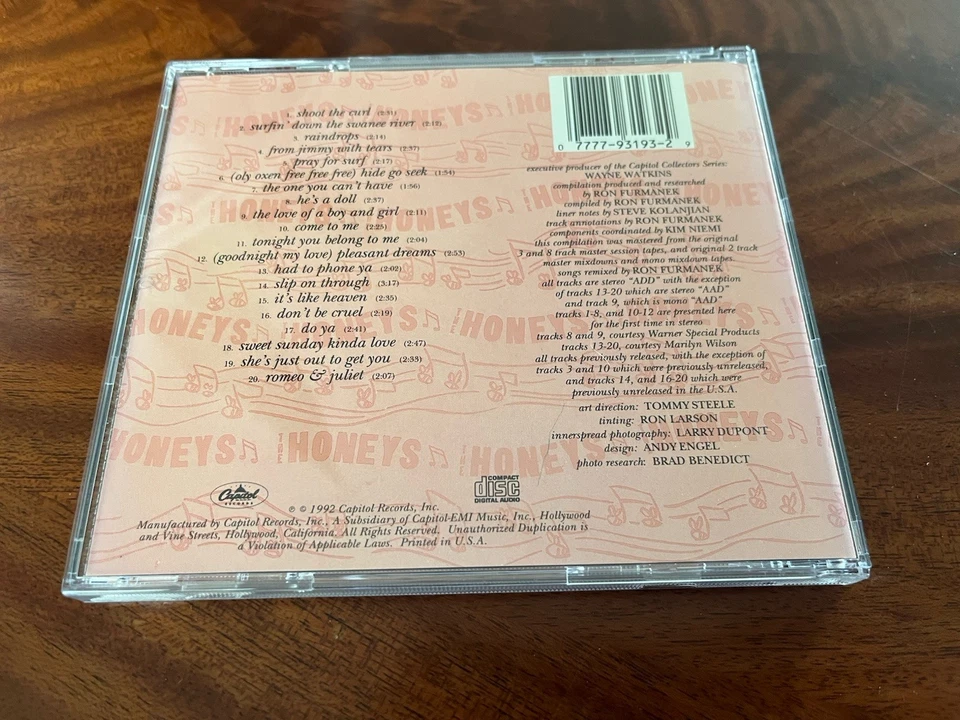 1. shoot the curl (2:31)
2. surfin' down the swanee river (2:12)
3. raindrops (2:14)
4. from jimmy with tears (2:37)
5. pray for surf (2:17)
6. (oly oxen free free free) hide go seek (1:54)
7. the one you can't have (1:56)
8. he's a doll (2:37)
9. the love of a boy and girl (2:11)
10. come to me (2:25)
11. tonight you belong to me (2:04)
12. (goodnight my love) pleasant dreams (2:53)
13. had to phone ya (2:02)
14. slip on through (3:17)
15. it's like heaven (2:35)
16. don't be cruel (2:19)
17. do ya (2:41)
18. sweet sunday kinda love (2:47)
19. she's just out to get you (2:33)
20. romeo & juliet (2:07)
0 7777-93193-2 9
executive producer of the Capitol Collectors Series:
WAYNE WATKINS
compilation produced and researched
by RON FURMANEK
compiled by RON FURMANEK
liner notes by STEVE KOLANJIAN
track annotations by RON FURMANEK
components coordinated by KIM NIEMI
this compilation was mastered from the original
3 and 8 track master session tapes, and original 2 track
master mixdowns and mono mixdown tapes.
songs remixed by RON FURMANEK
all tracks are stereo "ADD" with the exception
of tracks 13-20 which are stereo "AAD"
and track 9, which is mono "AAD"
tracks 1-8, and 10-12 are presented here
for the first time in stereo
tracks 8 and 9, courtesy Warner Special Products
tracks 13-20, courtesy Marilyn Wilson
all tracks previously released, with the exception of
tracks 3 and 10 which were previously unreleased,
and tracks 14, and 16-20 which were
previously unreleased in the U.S.A.
art direction: TOMMY STEELE
tinting: RON LARSON
innerspread photography: LARRY DUPONT
design: ANDY ENGEL
photo research: BRAD BENEDICT
THE HONEYS
Capitol
RECORDS
COMPACT
disc
DIGITAL AUDIO
℗ © 1992 Capitol Records, Inc.
Manufactured by Capitol Records, Inc., A Subsidiary of Capitol-EMI Music, Inc., Hollywood
and Vine Streets, Hollywood, California. All Rights Reserved. Unauthorized Duplication is
a Violation of Applicable Laws. Printed in U.S.A.